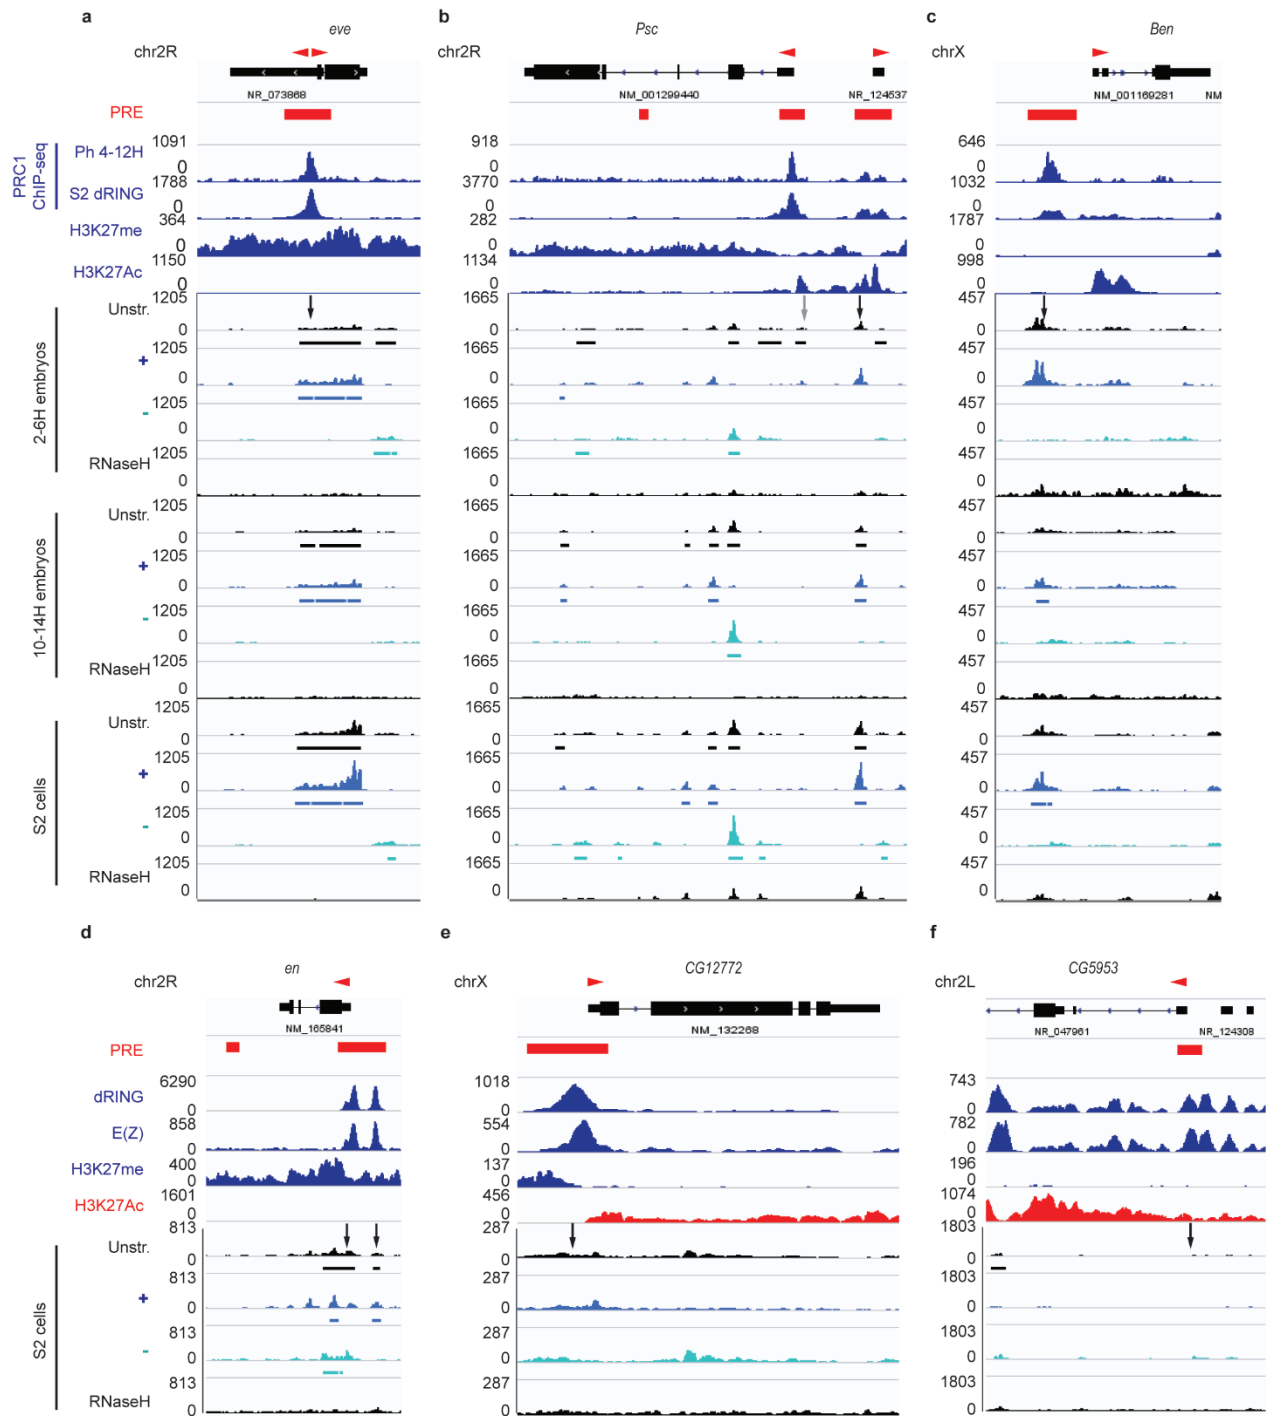 a b c
eve Psc Ben
chr2R chr2R chrX
NR_073868 NM_001299440 NR_124537 NM_001169281 NM
PRE
PRC1 ChIP-seq
Ph 4-12H 1091 0 918 0 646 0
S2 dRING 1788 0 3770 0 1032 0
H3K27me 364 0 282 0 1787 0
H3K27Ac 1150 0 1134 0 998 0
2-6H embryos
Unstr. 1205 0 1665 0 457 0
+ 1205 0 1665 0 457 0
- 1205 0 1665 0 457 0
RNaseH 1205 0 1665 0 457 0
10-14H embryos
Unstr. 1205 0 1665 0 457 0
+ 1205 0 1665 0 457 0
- 1205 0 1665 0 457 0
RNaseH 1205 0 1665 0 457 0
S2 cells
Unstr. 1205 0 1665 0 457 0
+ 1205 0 1665 0 457 0
- 1205 0 1665 0 457 0
RNaseH 1205 0 1665 0 457 0
d e f
en CG12772 CG5953
chr2R chrX chr2L
NM_165841 NM_132268 NR_047961 NR_124308
PRE
dRING 6290 0 1018 0 743 0
E(Z) 858 0 554 0 782 0
H3K27me 400 0 137 0 196 0
H3K27Ac 1601 0 456 0 1074 0
S2 cells
Unstr. 813 0 287 0 1803 0
+ 813 0 287 0 1803 0
- 813 0 287 0 1803 0
RNaseH 813 0 287 0 1803 0